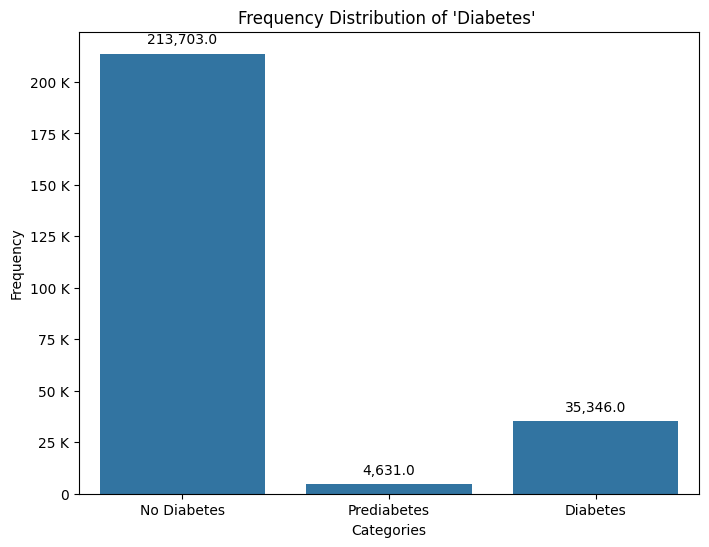 Frequency Distribution of 'Diabetes'
213,703.0
200 K
175 K
150 K
125 K
100 K
75 K
50 K
25 K
0
Frequency
35,346.0
4,631.0
No Diabetes
Prediabetes
Diabetes
Categories